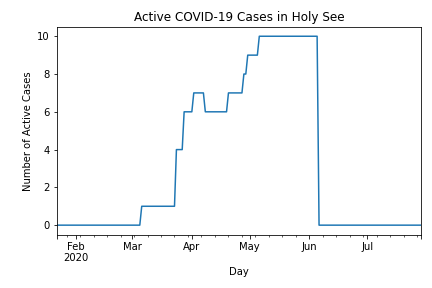 Active COVID-19 Cases in Holy See
Number of Active Cases
10
8
6
4
2
0
Feb Mar Apr May Jun Jul
2020
Day